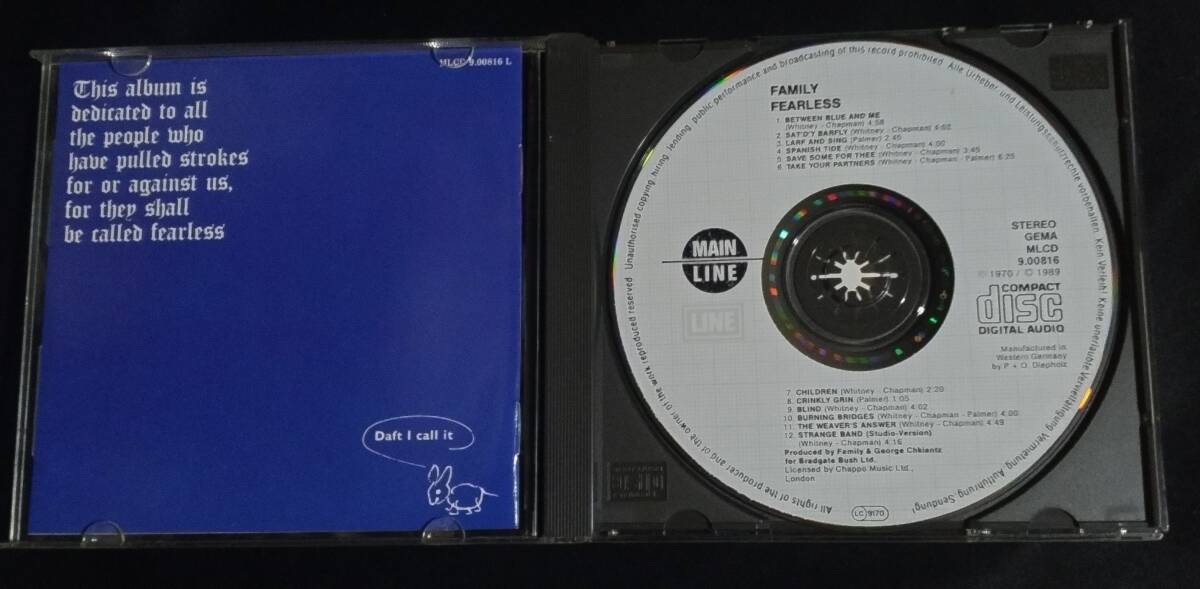 MLCD 9.00816 L
This album is
dedicated to all
the people who
have pulled strokes
for or against us,
for they shall
be called fearless
Daft I call it
FAMILY
FEARLESS
1. BETWEEN BLUE AND ME
(Whitney - Chapman) 4:58
2. SAT'D'Y BARFLY (Whitney - Chapman) 4:02
3. LARF AND SING (Palmer) 2:45
4. SPANISH TIDE (Whitney - Chapman) 4:00
5. SAVE SOME FOR THEE (Whitney - Chapman) 3:45
6. TAKE YOUR PARTNERS (Whitney - Chapman - Palmer) 6:25
MAIN
LINE
LINE
STEREO
GEMA
MLCD
9.00816
Ⓟ 1970 / © 1989
COMPACT
disc
DIGITAL AUDIO
Manufactured in
Western Germany
by P + O, Diepholz
7. CHILDREN (Whitney - Chapman) 2:20
8. CRINKLY GRIN (Palmer) 1:05
9. BLIND (Whitney - Chapman) 4:02
10. BURNING BRIDGES (Whitney - Chapman - Palmer) 4:00
11. THE WEAVER'S ANSWER (Whitney - Chapman) 4:49
12. STRANGE BAND (Studio-Version)
(Whitney - Chapman) 4:16
Produced by Family & George Chkiantz
for Bradgate Bush Ltd.
Licensed by Chappo Music Ltd.,
London
LC 9170
All rights of the producer and of the owner of the work reproduced reserved. Unauthorised copying, hiring, lending, public performance and broadcasting of this record prohibited. Alle Urheber und Leistungsschutzrechte vorbehalten. Kein Verleih! Keine unerlaubte Vervielfältigung, Vermietung, Aufführung, Sendung!